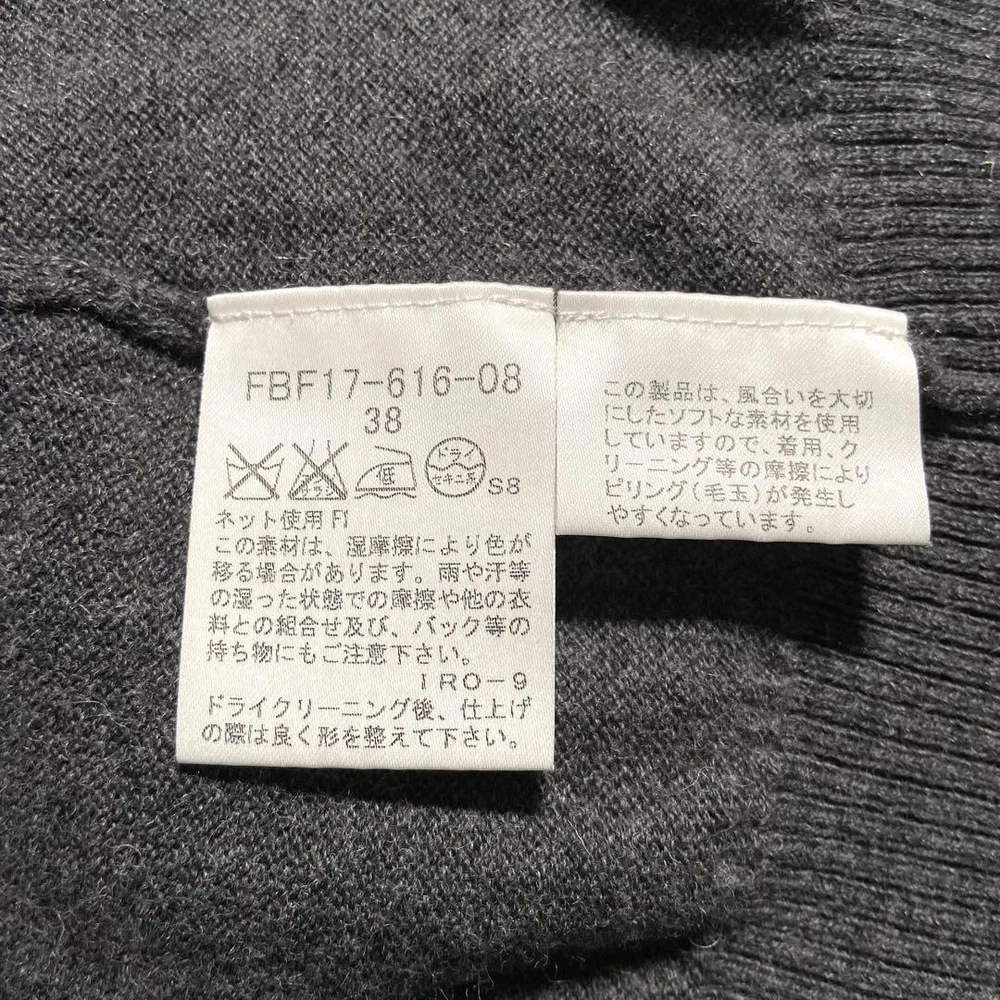 FBF17-616-08
38
エンソ
サラシ
低
ドライ
セキユ系
S8
ネット使用 F1
この素材は、湿摩擦により色が
移る場合があります。雨や汗等
の湿った状態での摩擦や他の衣
料との組合せ及び、バック等の
持ち物にもご注意下さい。
IRO-9
ドライクリーニング後、仕上げ
の際は良く形を整えて下さい。
この製品は、風合いを大切
にしたソフトな素材を使用
していますので、着用、ク
リーニング等の摩擦により
ピリング(毛玉)が発生し
やすくなっています。